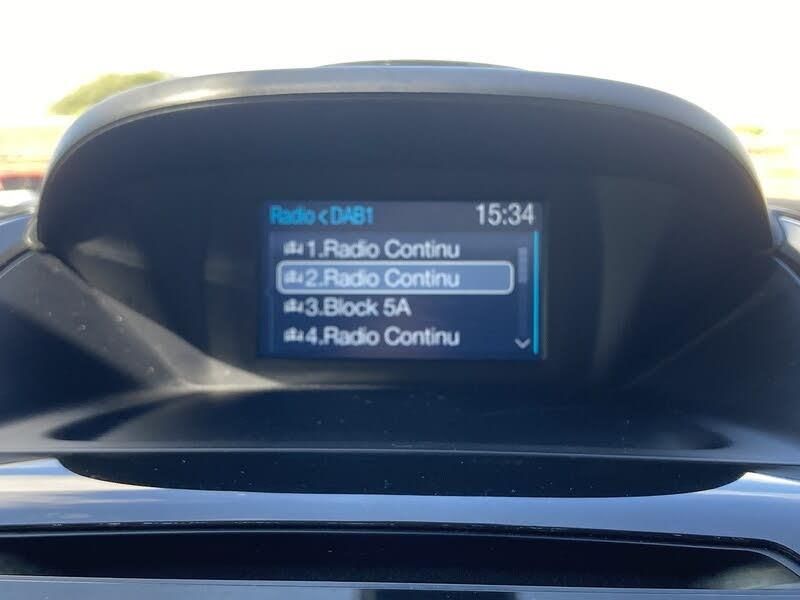 Radio < DAB1
15:34
1.Radio Continu
2.Radio Continu
3.Block 5A
4.Radio Continu